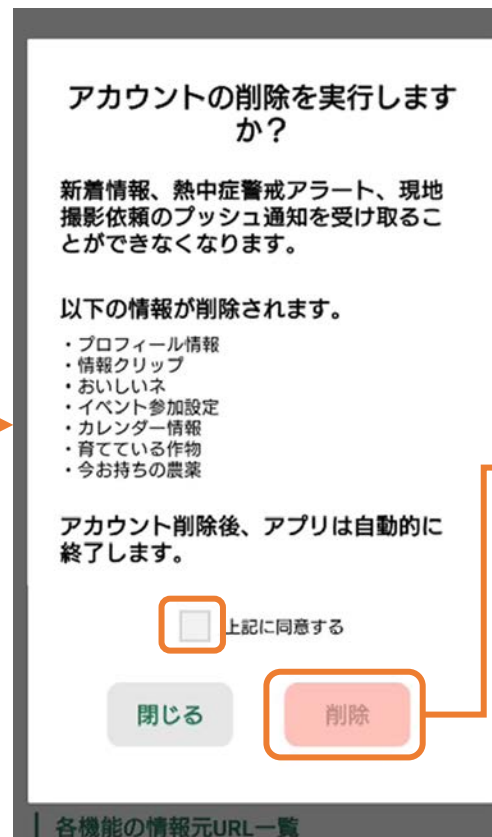 アカウントの削除を実行します
か？
新着情報、熱中症警戒アラート、現地
撮影依頼のプッシュ通知を受け取るこ
とができなくなります。
以下の情報が削除されます。
・プロフィール情報
・情報クリップ
・おいしいネ
・イベント参加設定
・カレンダー情報
・育てている作物
・今お持ちの農薬
アカウント削除後、アプリは自動的に
終了します。
上記に同意する
閉じる 削除
各機能の情報元URL一覧